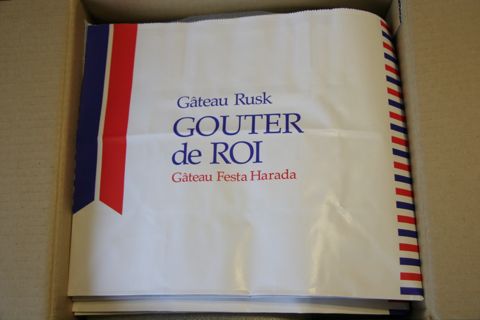 Gâteau Rusk
GOUTER
de ROI
Gâteau Festa Harada